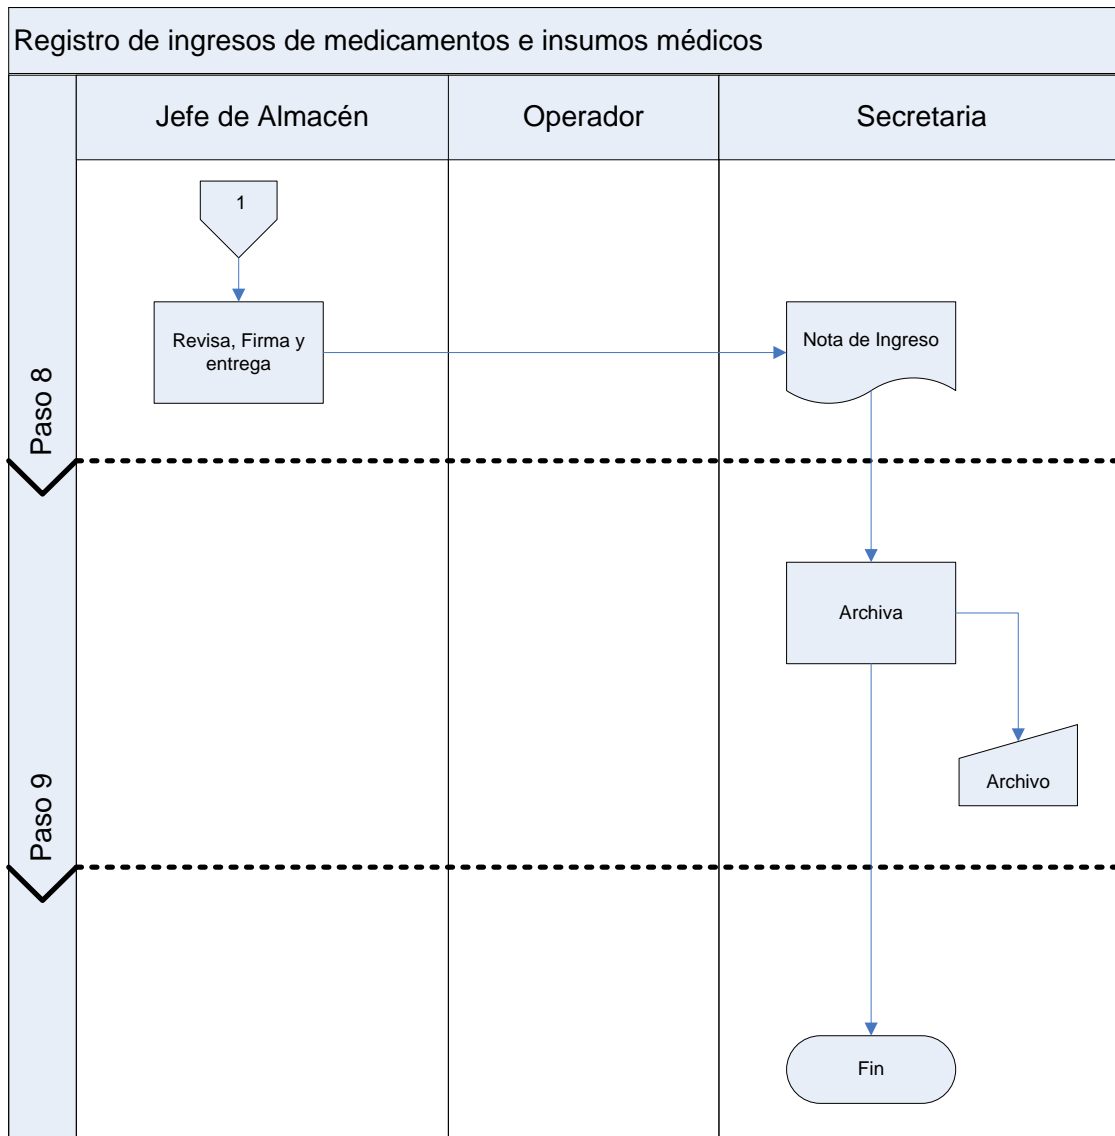 Registro de ingresos de medicamentos e insumos médicos
Jefe de Almacén
Operador
Secretaria
1
Revisa, Firma y
entrega
Nota de Ingreso
Paso 8
Archiva
Archivo
Paso 9
Fin